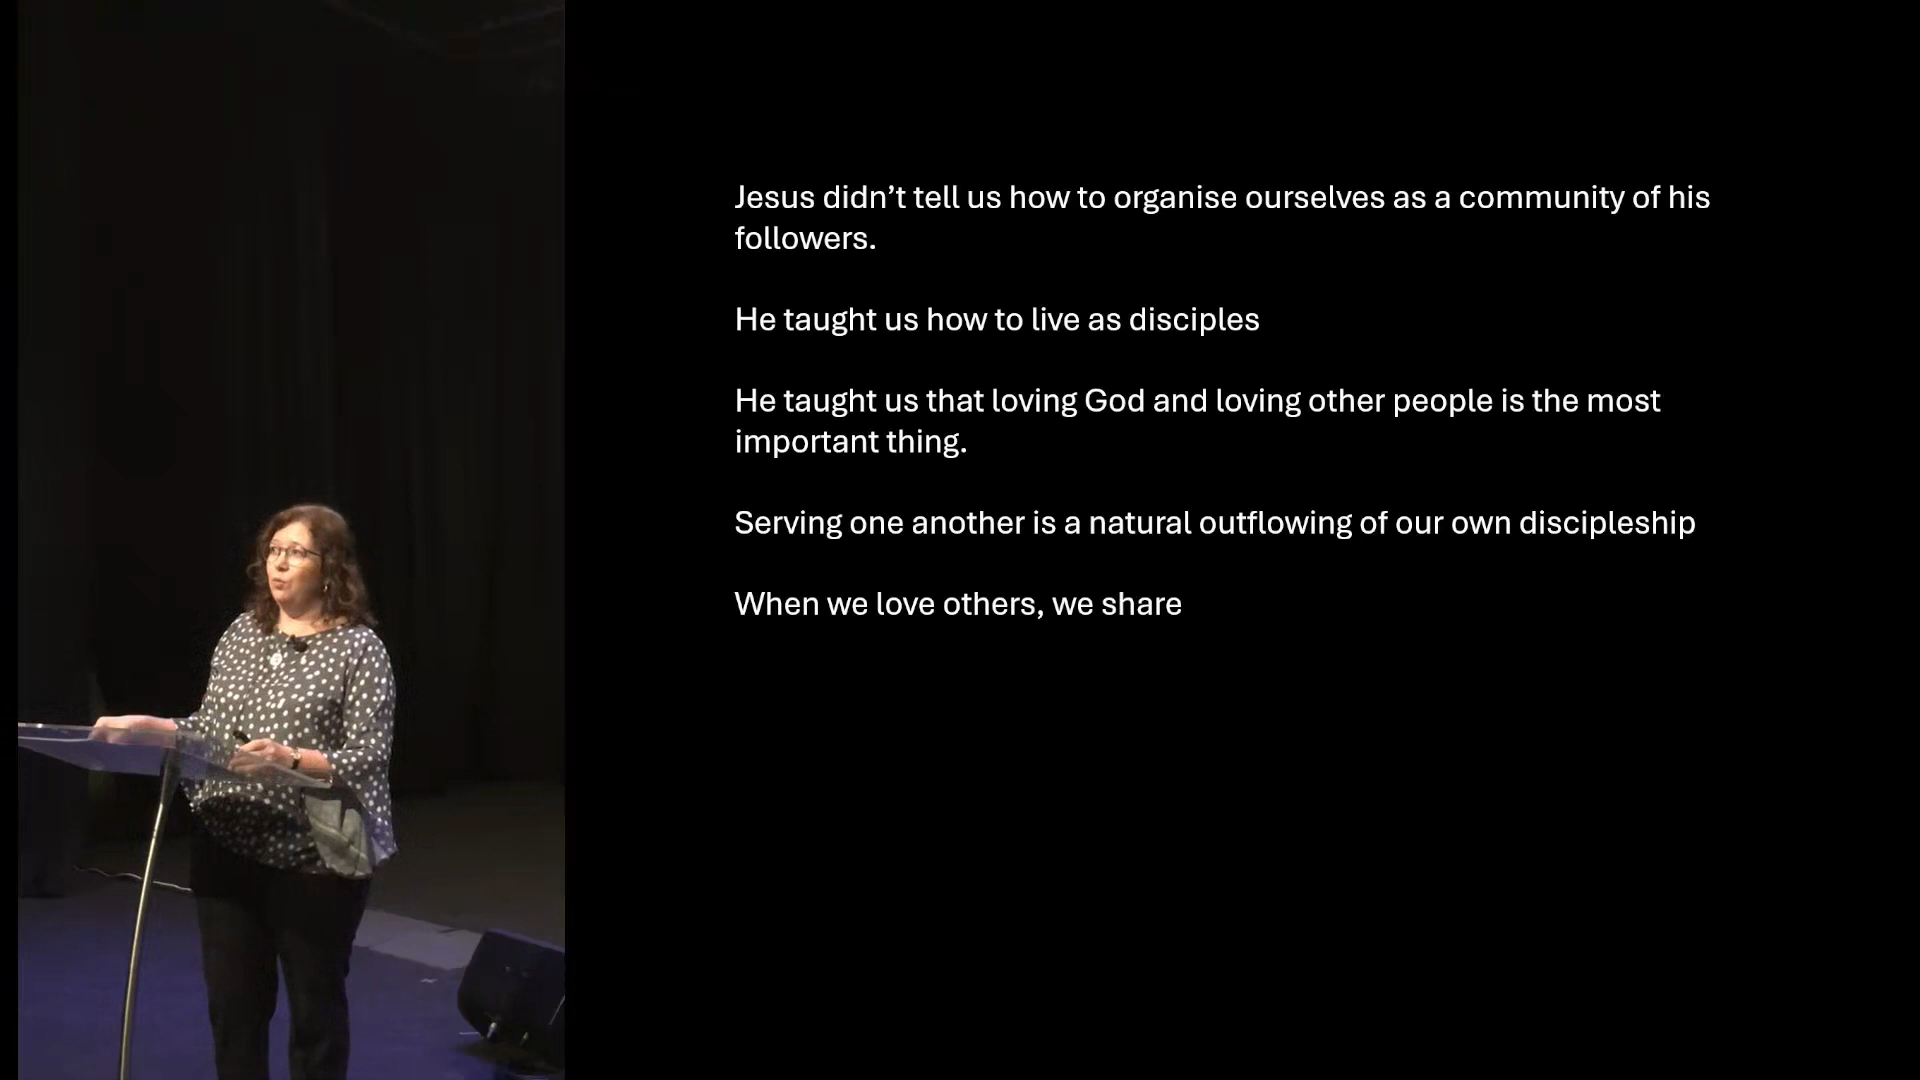 Jesus didn’t tell us how to organise ourselves as a community of his
followers.
He taught us how to live as disciples
He taught us that loving God and loving other people is the most
important thing.
Serving one another is a natural outflowing of our own discipleship
When we love others, we share